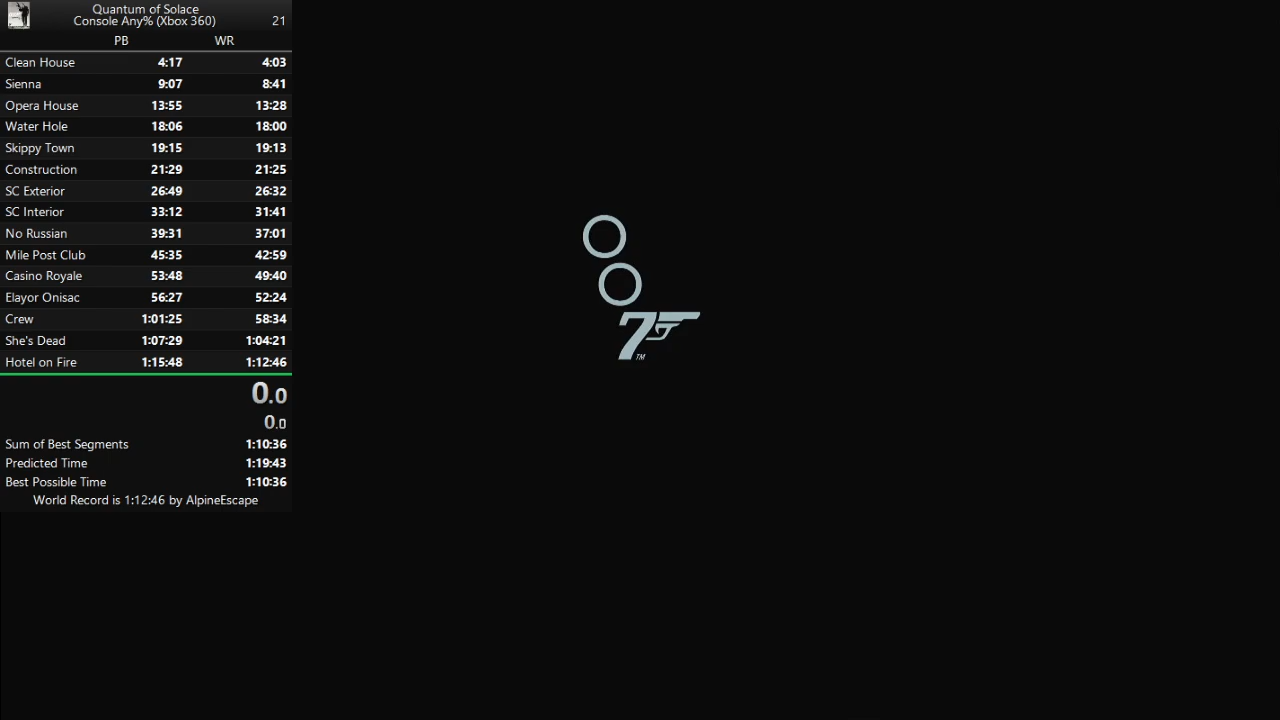 Quantum of Solace
Console Any% (Xbox 360) 21
PB WR
Clean House 4:17 4:03
Sienna 9:07 8:41
Opera House 13:55 13:28
Water Hole 18:06 18:00
Skippy Town 19:15 19:13
Construction 21:29 21:25
SC Exterior 26:49 26:32
SC Interior 33:12 31:41
No Russian 39:31 37:01
Mile Post Club 45:35 42:59
Casino Royale 53:48 49:40
Elayor Onisac 56:27 52:24
Crew 1:01:25 58:34
She's Dead 1:07:29 1:04:21
Hotel on Fire 1:15:48 1:12:46
0.0
0.0
Sum of Best Segments 1:10:36
Predicted Time 1:19:43
Best Possible Time 1:10:36
World Record is 1:12:46 by AlpineEscape
007
TM